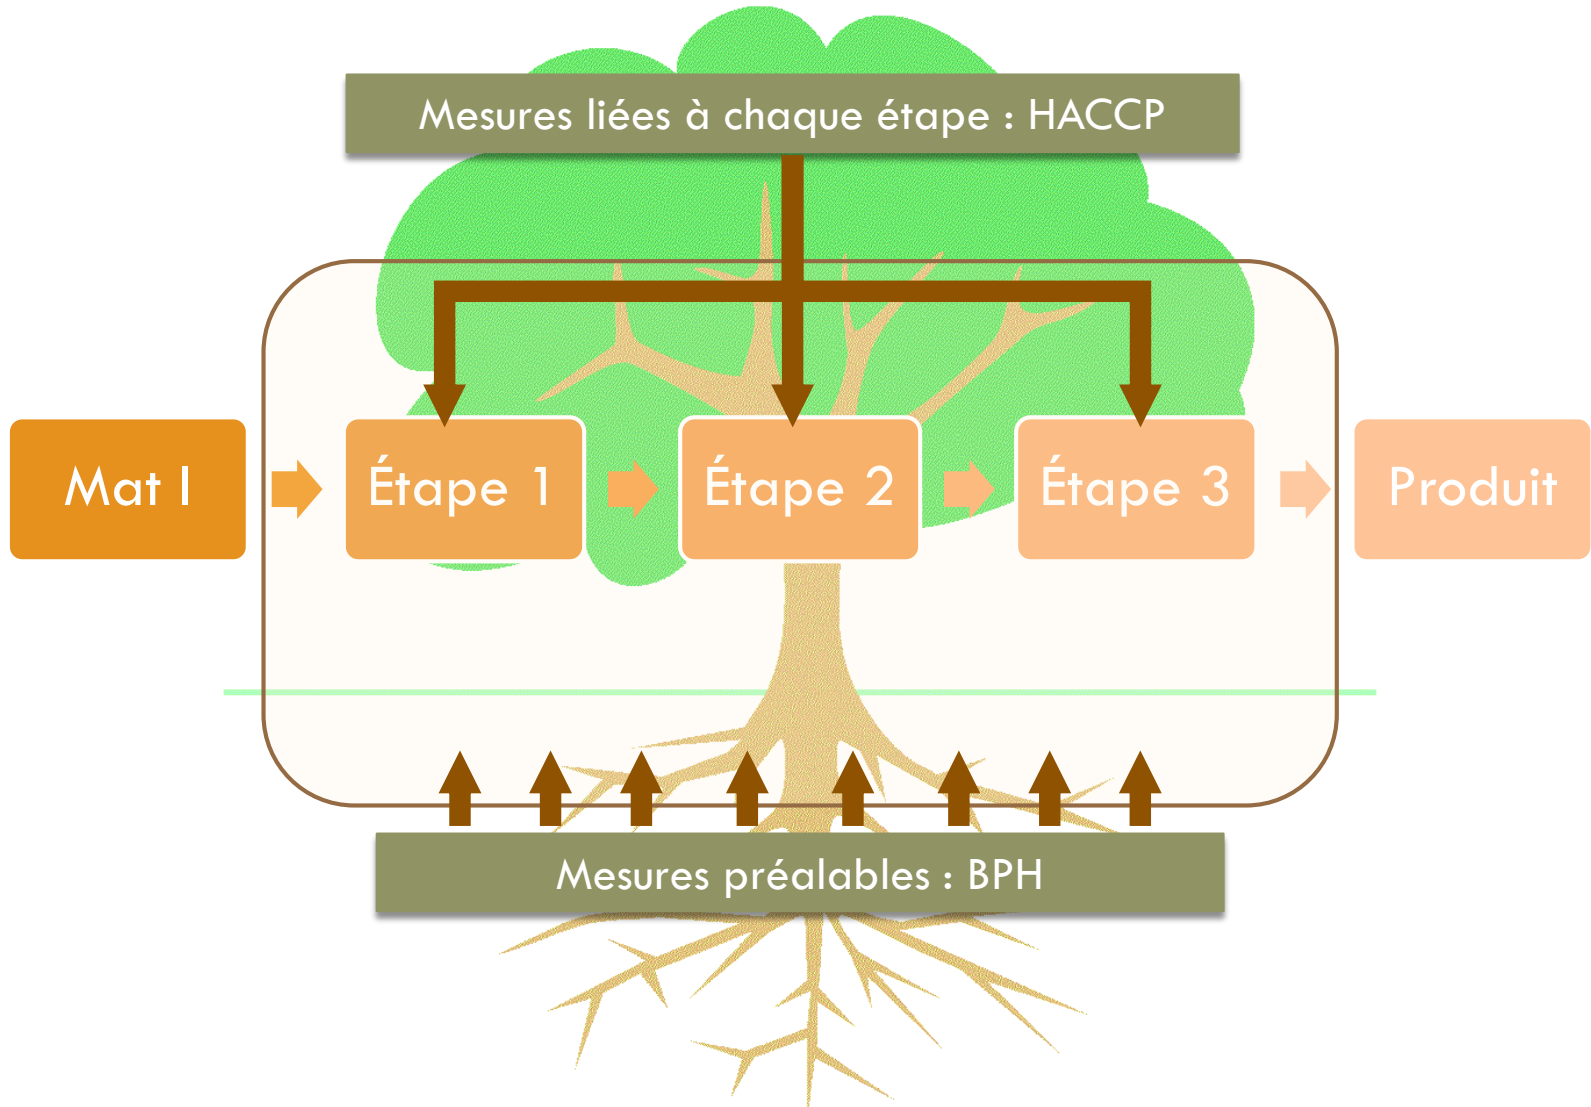 Mesures liées à chaque étape : HACCP
Mat I
Étape 1
Étape 2
Étape 3
Produit
Mesures préalables : BPH